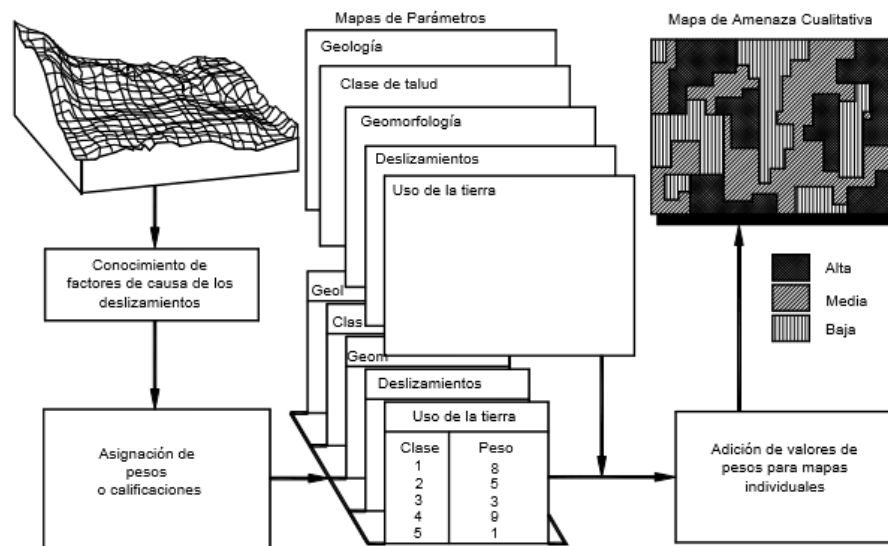 Mapas de Parámetros
Mapa de Amenaza Cualitativa
Geología
Clase de talud
Geomorfología
Deslizamientos
Uso de la tierra
Conocimiento de
factores de causa de los
deslizamientos
Geol
Clas
Geom
Deslizamientos
Uso de la tierra
Clase Peso
1 8
2 5
3 3
4 9
5 1
Asignación de
pesos
o calificaciones
Adición de valores de
pesos para mapas
individuales
Alta
Media
Baja